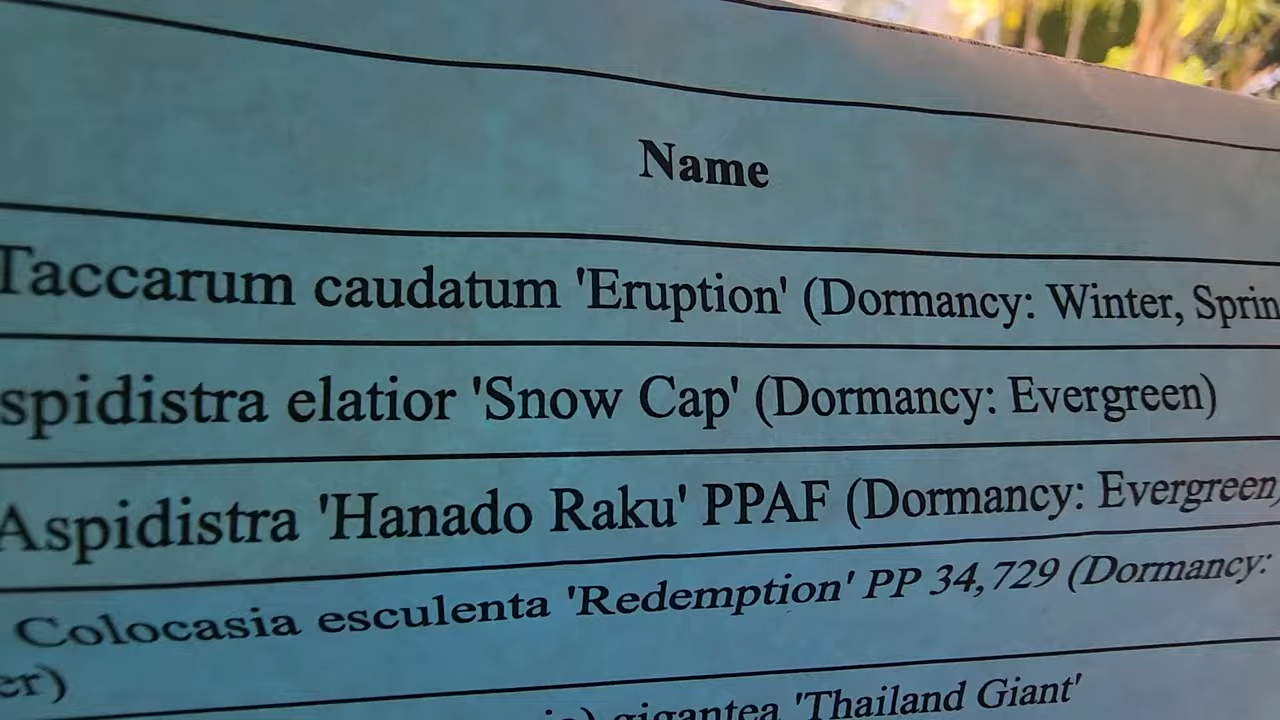 Name
Taccarum caudatum 'Eruption' (Dormancy: Winter, Sprin
spidistra elatior 'Snow Cap' (Dormancy: Evergreen)
Aspidistra 'Hanado Raku' PPAF (Dormancy: Evergreen)
Colocasia esculenta 'Redemption' PP 34,729 (Dormancy:
er)
gigantea 'Thailand Giant'